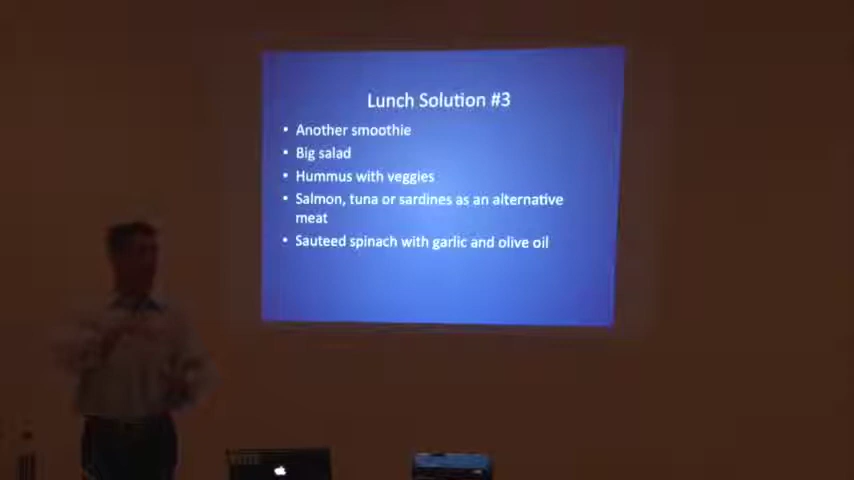 Lunch Solution #3
• Another smoothie
• Big salad
• Hummus with veggies
• Salmon, tuna or sardines as an alternative
meat
• Sauteed spinach with garlic and olive oil